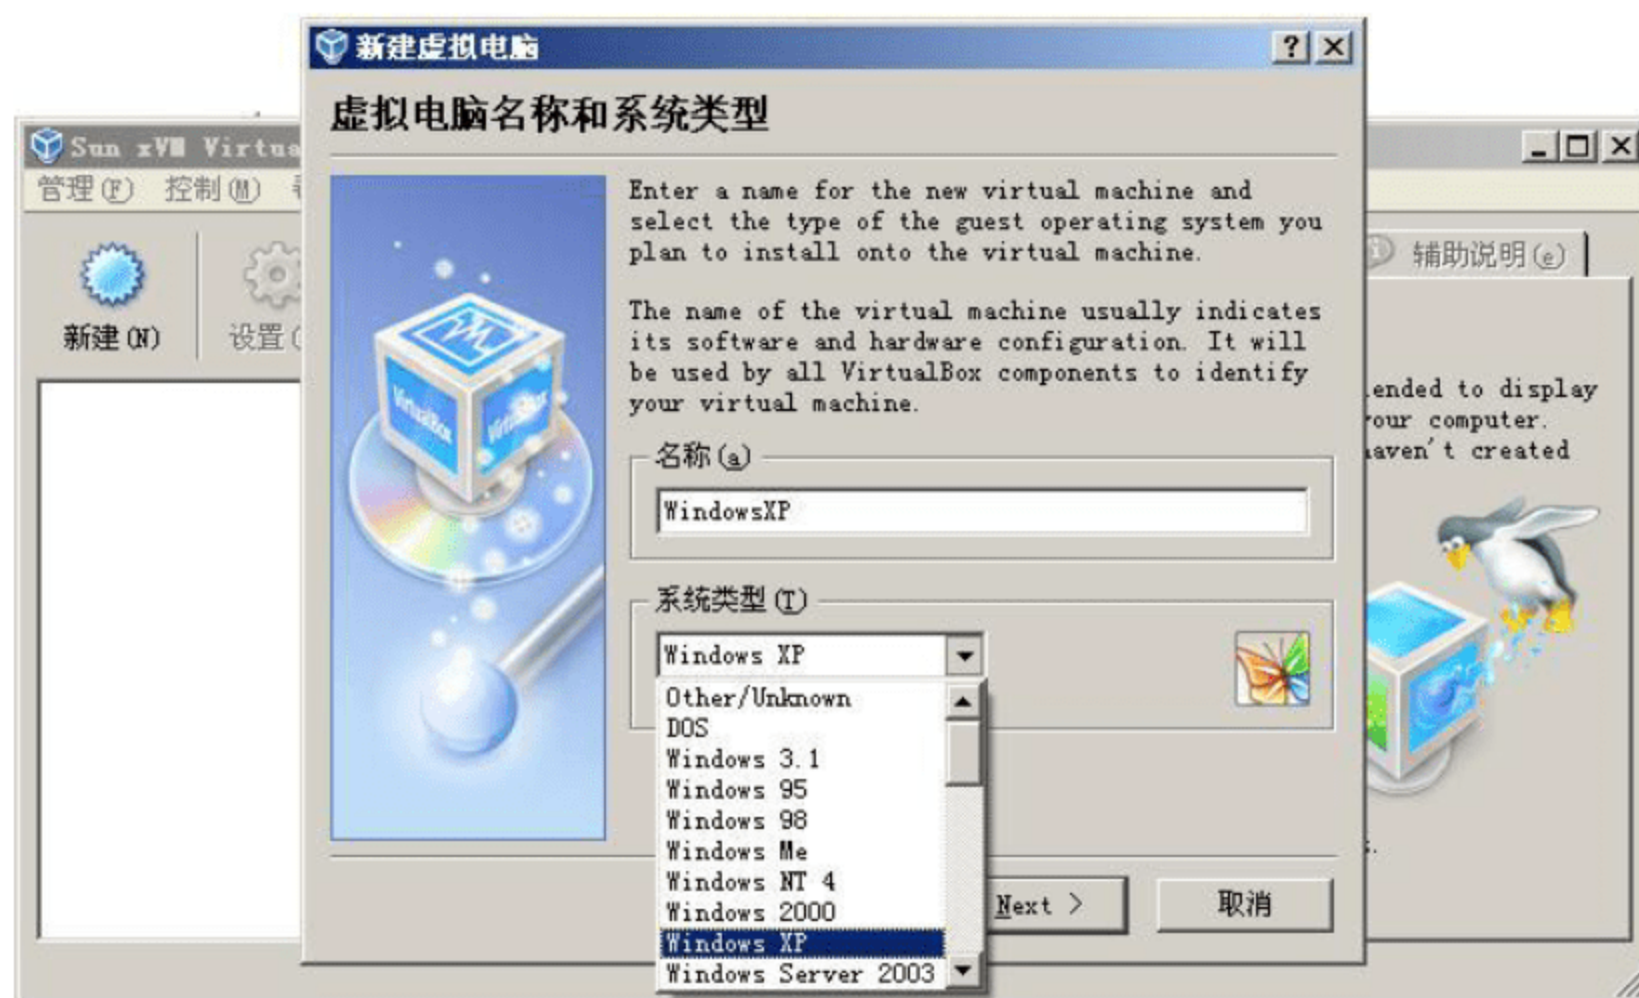 新建虚拟电脑
虚拟电脑名称和系统类型
Sun xVM Virtua
管理(F) 控制(M)
新建(N)
设置(
Enter a name for the new virtual machine and
select the type of the guest operating system you
plan to install onto the virtual machine.
The name of the virtual machine usually indicates
its software and hardware configuration. It will
be used by all VirtualBox components to identify
your virtual machine.
VirtualBox
VirtualBox
名称(a)
WindowsXP
系统类型(T)
Windows XP
Other/Unknown
DOS
Windows 3.1
Windows 95
Windows 98
Windows Me
Windows NT 4
Windows 2000
Windows XP
Windows Server 2003
Next >
取消
辅助说明(e)
ended to display
our computer.
aven't created